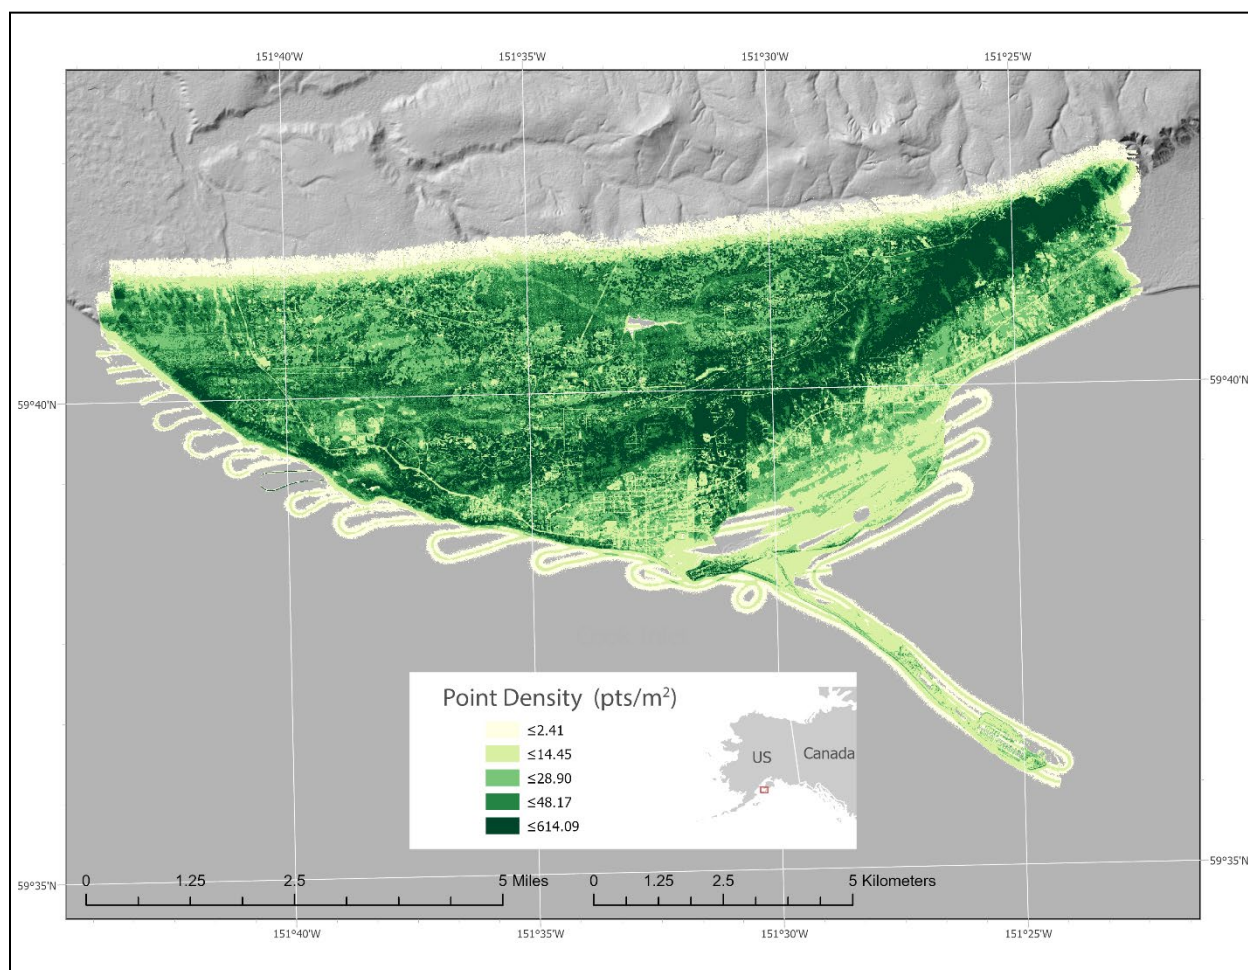 151°40'W 151°35'W 151°30'W 151°25'W
59°40'N 59°40'N
Point Density (pts/m²)
≤2.41
≤14.45
≤28.90
≤48.17
≤614.09
US Canada
59°35'N 59°35'N
0 1.25 2.5 5 Miles 0 1.25 2.5 5 Kilometers
151°40'W 151°35'W 151°30'W 151°25'W